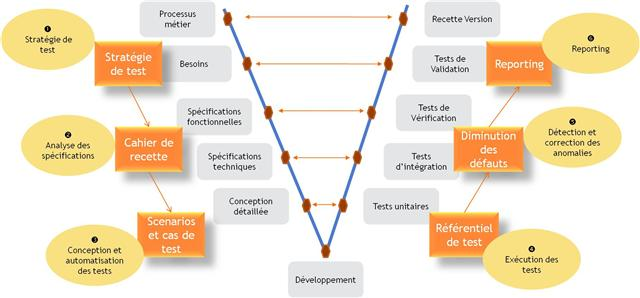 ❶
Stratégie de
test
Stratégie
de test
❷
Analyse des
spécifications
Cahier de
recette
❸
Conception et
automatisation
des tests
Scenarios
et cas de
test
Processus
métier
Besoins
Spécifications
fonctionnelles
Spécifications
techniques
Conception
détaillée
Développement
Recette Version
Tests de
Validation
Tests de
Vérification
Tests
d'intégration
Tests unitaires
❻
Reporting
Reporting
❺
Détection et
correction des
anomalies
Diminution
des
défauts
❹
Exécution des
tests
Référentiel
de test